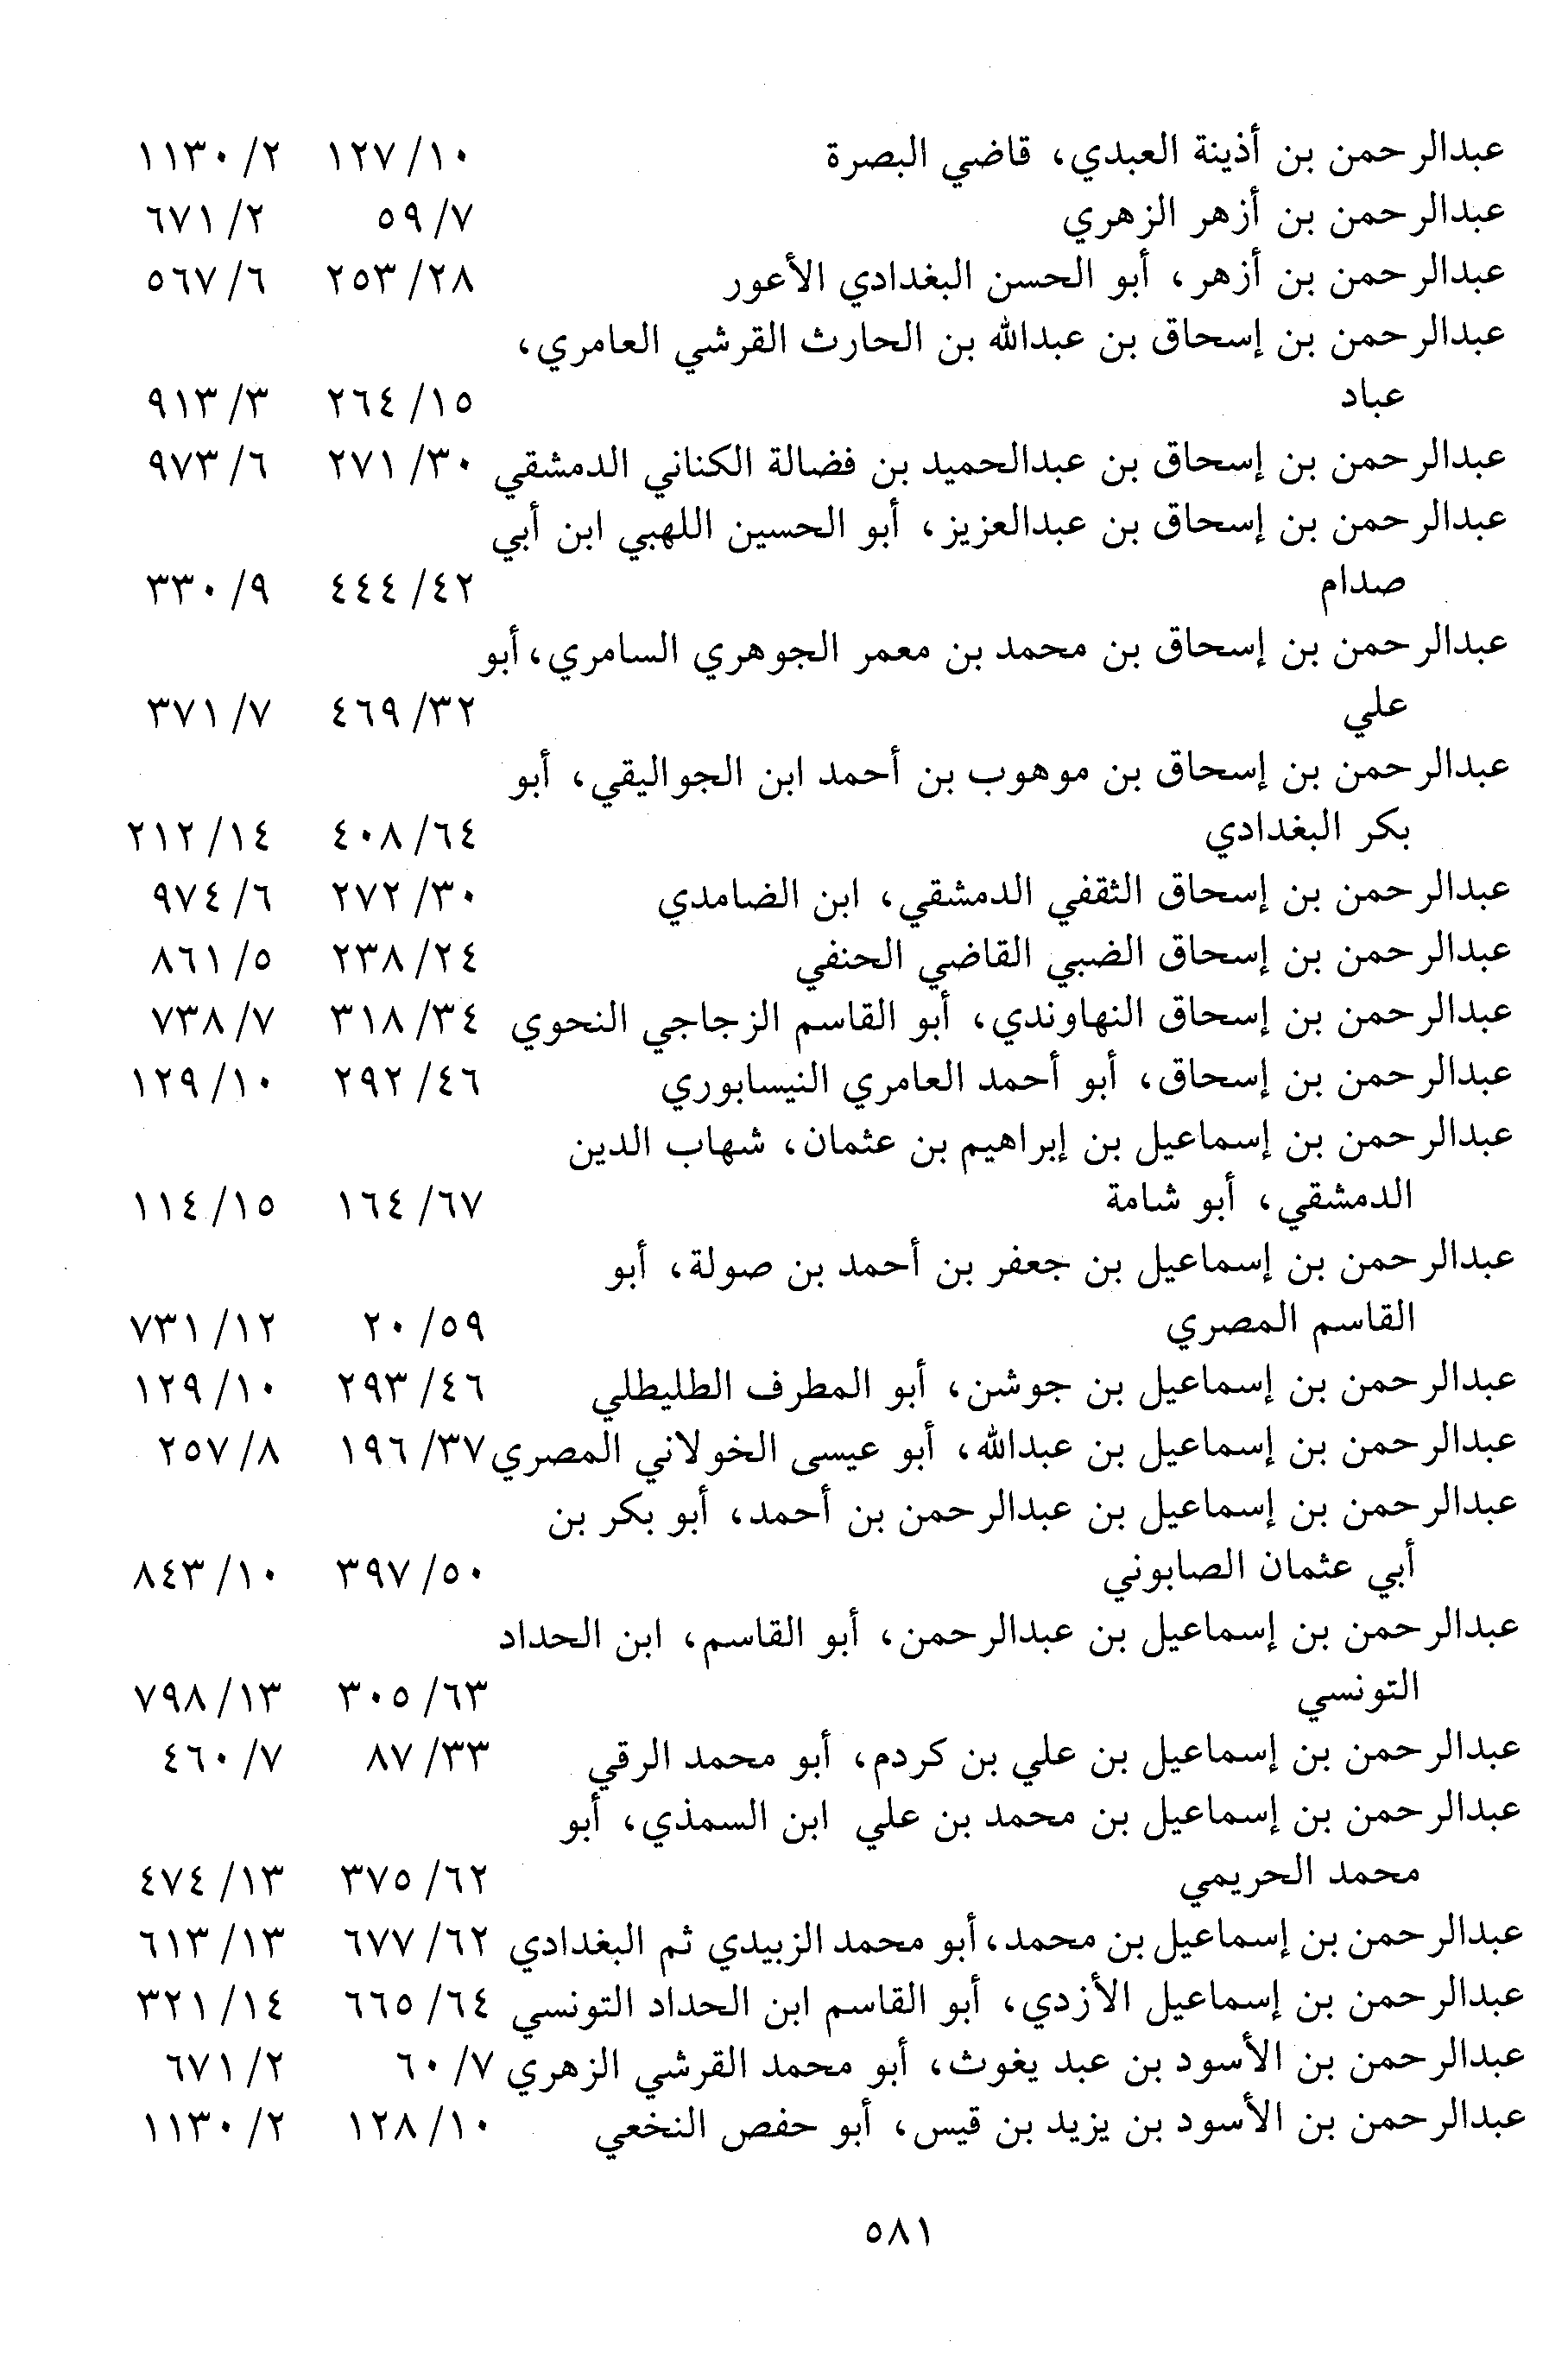 عبدالرحمن بن أذينة العبدي، قاضي البصرة ١٢٧/١٠ ١١٣٠/٢
عبدالرحمن بن أزهر الزهري ٥٩/٧ ٦٧١/٢
عبدالرحمن بن أزهر، أبو الحسن البغدادي الأعور ٢٥٣/٢٨ ٥٦٧/٦
عبدالرحمن بن إسحاق بن عبدالله بن الحارث القرشي العامري،
عباد ٢٦٤/١٥ ٩١٣/٣
عبدالرحمن بن إسحاق بن عبدالحميد بن فضالة الكناني الدمشقي ٢٧١/٣٠ ٩٧٣/٦
عبدالرحمن بن إسحاق بن عبدالعزيز، أبو الحسين اللهبي ابن أبي
صدام ٤٤٤/٤٢ ٣٣٠/٩
عبدالرحمن بن إسحاق بن محمد بن معمر الجوهري السامري، أبو
علي ٤٦٩/٣٢ ٣٧١/٧
عبدالرحمن بن إسحاق بن موهوب بن أحمد ابن الجواليقي، أبو
بكر البغدادي ٤٠٨/٦٤ ٢١٢/١٤
عبدالرحمن بن إسحاق الثقفي الدمشقي، ابن الضامدي ٢٧٢/٣٠ ٩٧٤/٦
عبدالرحمن بن إسحاق الضبي القاضي الحنفي ٢٣٨/٢٤ ٨٦١/٥
عبدالرحمن بن إسحاق النهاوندي، أبو القاسم الزجاجي النحوي ٣١٨/٣٤ ٧٣٨/٧
عبدالرحمن بن إسحاق، أبو أحمد العامري النيسابوري ٢٩٢/٤٦ ١٢٩/١٠
عبدالرحمن بن إسماعيل بن إبراهيم بن عثمان، شهاب الدين
الدمشقي، أبو شامة ١٦٤/٦٧ ١١٤/١٥
عبدالرحمن بن إسماعيل بن جعفر بن أحمد بن صولة، أبو
القاسم المصري ٢٠/٥٩ ٧٣١/١٢
عبدالرحمن بن إسماعيل بن جوشن، أبو المطرف الطليطلي ٢٩٣/٤٦ ١٢٩/١٠
عبدالرحمن بن إسماعيل بن عبدالله، أبو عيسى الخولاني المصري ١٩٦/٣٧ ٢٥٧/٨
عبدالرحمن بن إسماعيل بن عبدالرحمن بن أحمد، أبو بكر بن
أبي عثمان الصابوني ٣٩٧/٥٠ ٨٤٣/١٠
عبدالرحمن بن إسماعيل بن عبدالرحمن، أبو القاسم، ابن الحداد
التونسي ٣٠٥/٦٣ ٧٩٨/١٣
عبدالرحمن بن إسماعيل بن علي بن كردم، أبو محمد الرقي ٨٧/٣٣ ٤٦٠/٧
عبدالرحمن بن إسماعيل بن محمد بن علي ابن السمذي، أبو
محمد الحريمي ٣٧٥/٦٢ ٤٧٤/١٣
عبدالرحمن بن إسماعيل بن محمد، أبو محمد الزبيدي ثم البغدادي ٦٧٧/٦٢ ٦١٣/١٣
عبدالرحمن بن إسماعيل الأزدي، أبو القاسم ابن الحداد التونسي ٦٦٥/٦٤ ٣٢١/١٤
عبدالرحمن بن الأسود بن عبد يغوث، أبو محمد القرشي الزهري ٦٠/٧ ٦٧١/٢
عبدالرحمن بن الأسود بن يزيد بن قيس، أبو حفص النخعي ١٢٨/١٠ ١١٣٠/٢
٥٨١